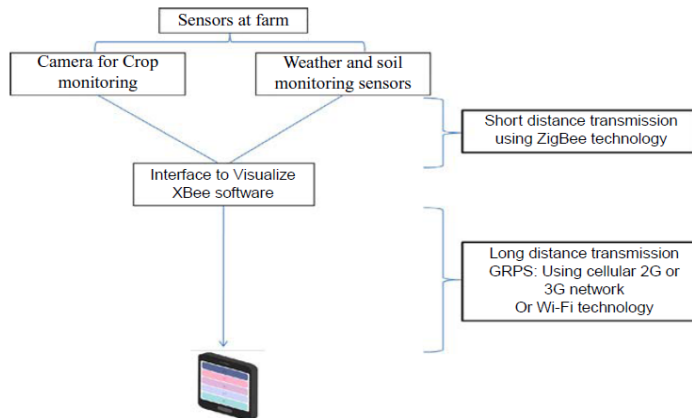 Sensors at farm
Camera for Crop
monitoring
Weather and soil
monitoring sensors
Short distance transmission
using ZigBee technology
Interface to Visualize
XBee software
Long distance transmission
GRPS: Using cellular 2G or
3G network
Or Wi-Fi technology